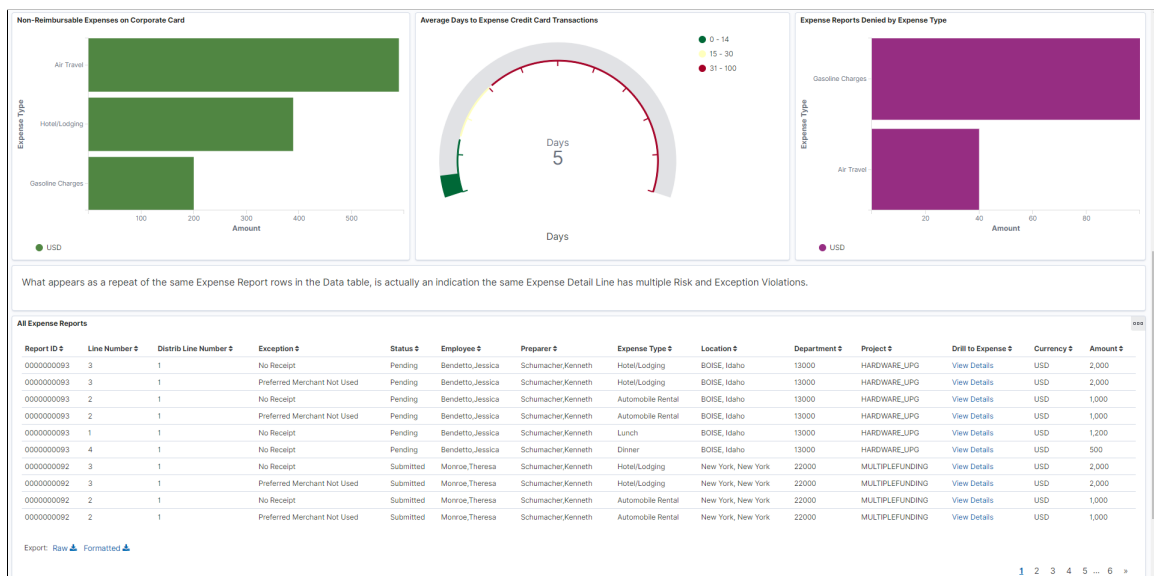 Non-Reimbursable Expenses on Corporate Card
Expense Type
Air Travel
Hotel/Lodging
Gasoline Charges
100 200 300 400 500
Amount
USD
Average Days to Expense Credit Card Transactions
0 - 14
15 - 30
31 - 100
Days
5
Days
Expense Reports Denied by Expense Type
Expense Type
Gasoline Charges
Air Travel
20 40 60 80
Amount
USD
What appears as a repeat of the same Expense Report rows in the Data table, is actually an indication the same Expense Detail Line has multiple Risk and Exception Violations.
All Expense Reports
Report ID Line Number Distrib Line Number Exception Status Employee Preparer Expense Type Location Department Project Drill to Expense Currency Amount
0000000093 3 1 No Receipt Pending Bendetto,Jessica Schumacher,Kenneth Hotel/Lodging BOISE, Idaho 13000 HARDWARE_UPG View Details USD 2,000
0000000093 3 1 Preferred Merchant Not Used Pending Bendetto,Jessica Schumacher,Kenneth Hotel/Lodging BOISE, Idaho 13000 HARDWARE_UPG View Details USD 2,000
0000000093 2 1 No Receipt Pending Bendetto,Jessica Schumacher,Kenneth Automobile Rental BOISE, Idaho 13000 HARDWARE_UPG View Details USD 1,000
0000000093 2 1 Preferred Merchant Not Used Pending Bendetto,Jessica Schumacher,Kenneth Automobile Rental BOISE, Idaho 13000 HARDWARE_UPG View Details USD 1,000
0000000093 1 1 No Receipt Pending Bendetto,Jessica Schumacher,Kenneth Lunch BOISE, Idaho 13000 HARDWARE_UPG View Details USD 1,200
0000000093 4 1 No Receipt Pending Bendetto,Jessica Schumacher,Kenneth Dinner BOISE, Idaho 13000 HARDWARE_UPG View Details USD 500
0000000092 3 1 No Receipt Submitted Monroe,Theresa Schumacher,Kenneth Hotel/Lodging New York, New York 22000 MULTIPLEFUNDING View Details USD 2,000
0000000092 3 1 Preferred Merchant Not Used Submitted Monroe,Theresa Schumacher,Kenneth Hotel/Lodging New York, New York 22000 MULTIPLEFUNDING View Details USD 2,000
0000000092 2 1 No Receipt Submitted Monroe,Theresa Schumacher,Kenneth Automobile Rental New York, New York 22000 MULTIPLEFUNDING View Details USD 1,000
0000000092 2 1 Preferred Merchant Not Used Submitted Monroe,Theresa Schumacher,Kenneth Automobile Rental New York, New York 22000 MULTIPLEFUNDING View Details USD 1,000
Export: Raw Formatted
1 2 3 4 5 ... 6 »